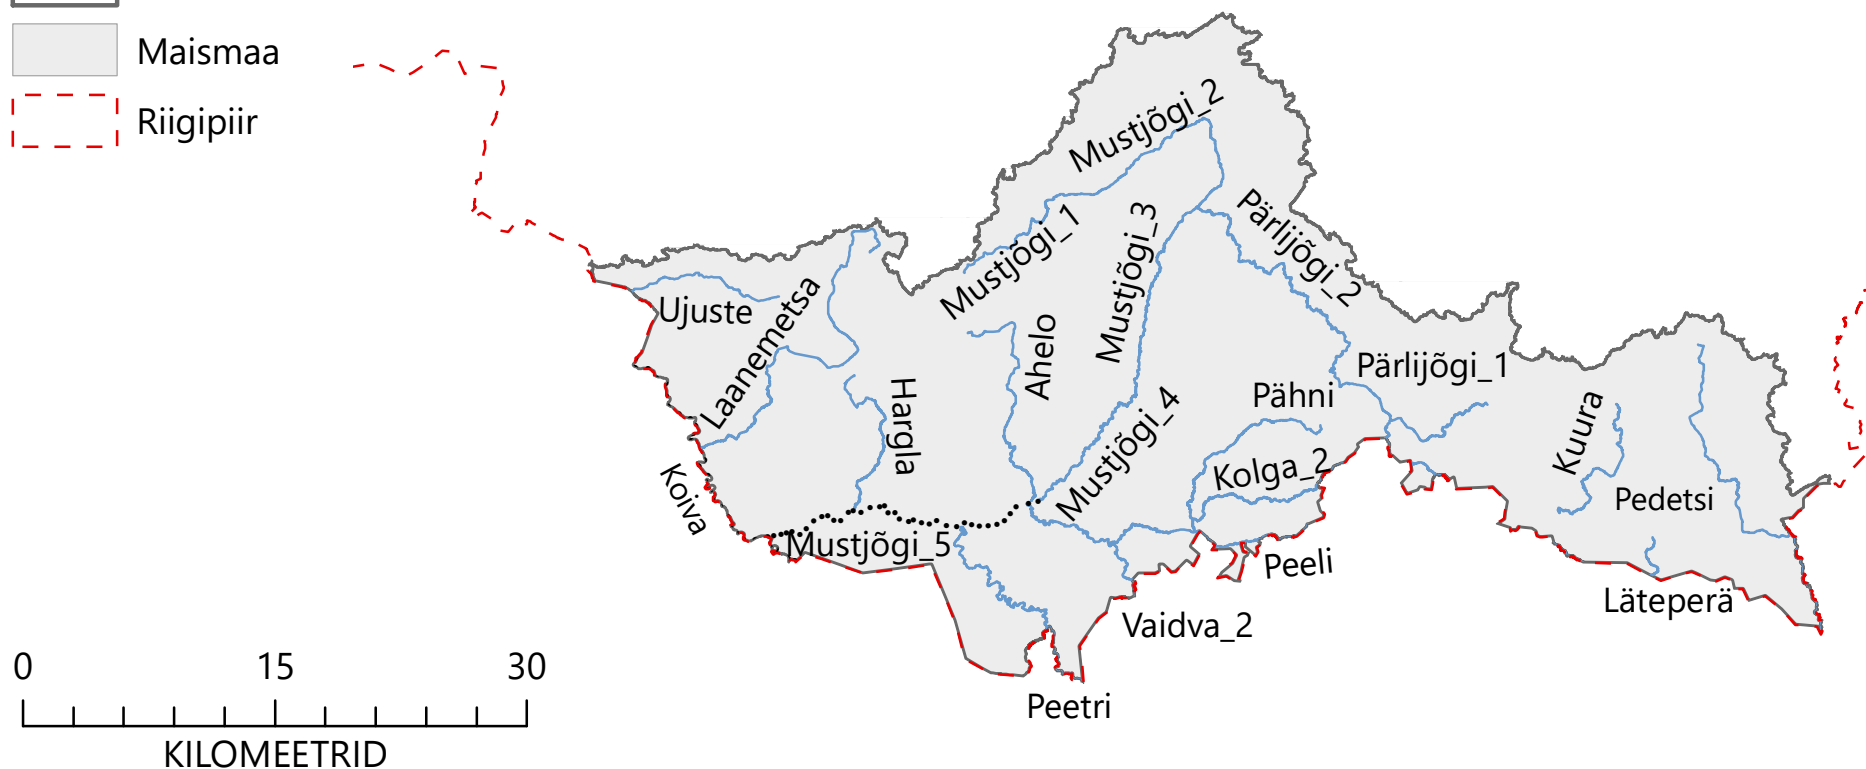 Maismaa
Riigipiir
Mustjõgi_2
Mustjõgi_1
Mustjõgi_3
Pärlijõgi_2
Ujuste
Laanemetsa
Ahelo
Pärlijõgi_1
Hargla
Pähni
Mustjõgi_4
Kuura
Kolga_2
Koiva
Pedetsi
Mustjõgi_5
Peeli
Läteperä
Vaidva_2
Peetri
0 15 30
KILOMEETRID